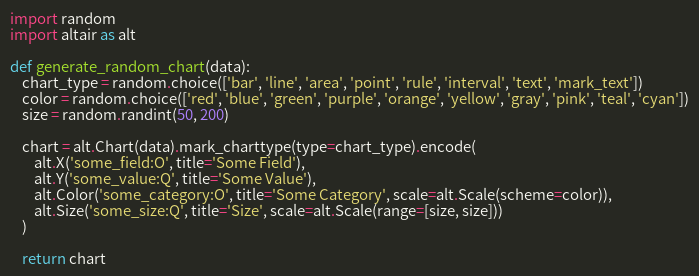 import random
import altair as alt
def generate_random_chart(data):
chart_type = random.choice(['bar', 'line', 'area', 'point', 'rule', 'interval', 'text', 'mark_text'])
color = random.choice(['red', 'blue', 'green', 'purple', 'orange', 'yellow', 'gray', 'pink', 'teal', 'cyan'])
size = random.randint(50, 200)
chart = alt.Chart(data).mark_charttype(type=chart_type).encode(
alt.X('some_field:O', title='Some Field'),
alt.Y('some_value:Q', title='Some Value'),
alt.Color('some_category:O', title='Some Category', scale=alt.Scale(scheme=color)),
alt.Size('some_size:Q', title='Size', scale=alt.Scale(range=[size, size]))
)
return chart